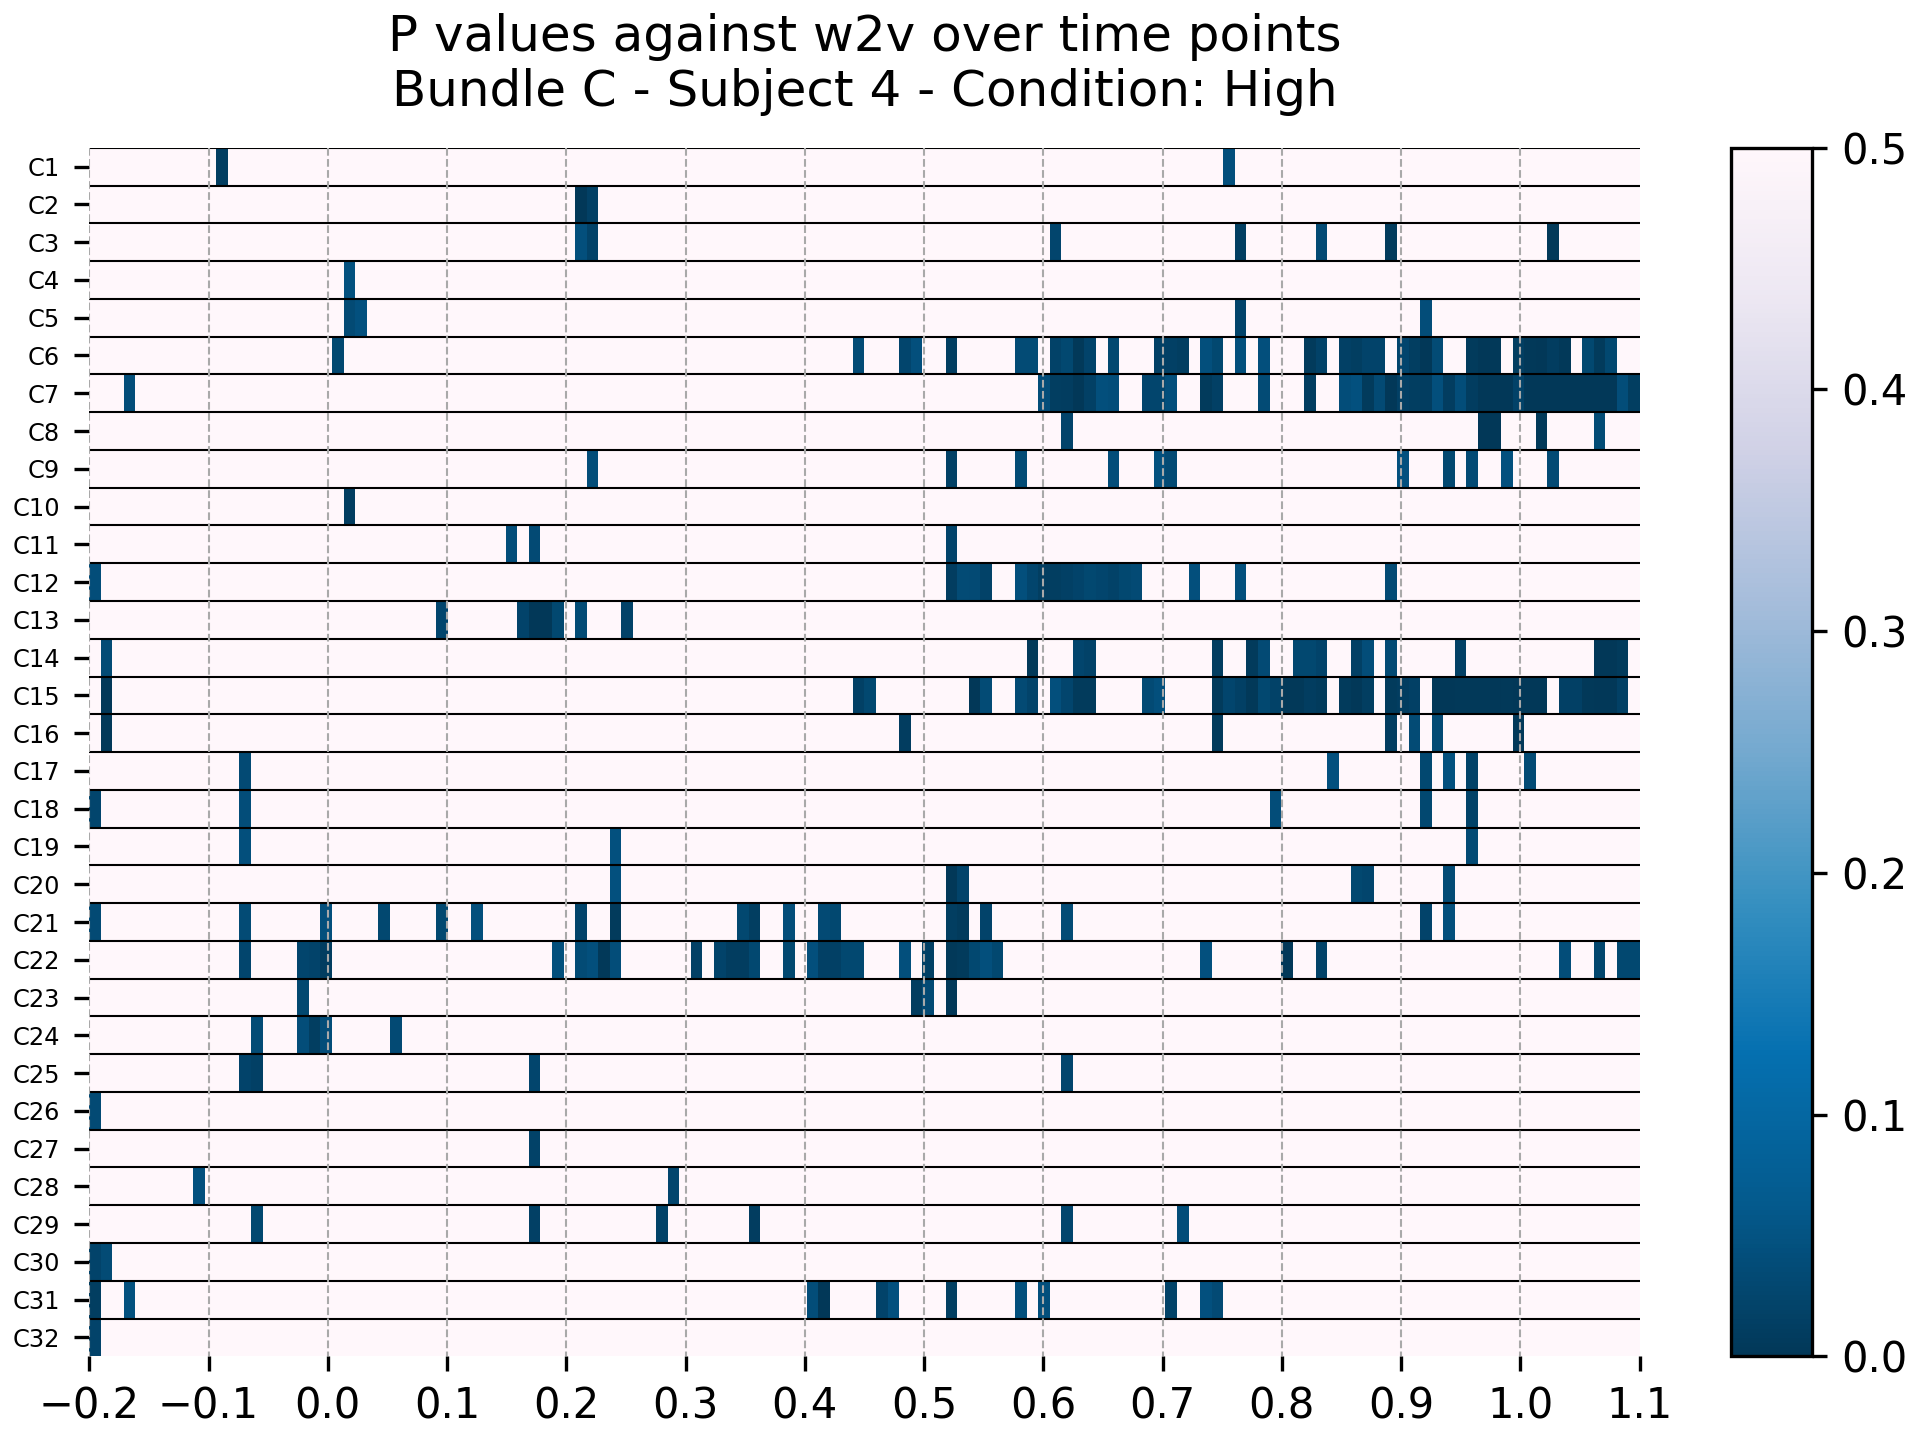 P values against w2v over time points
Bundle C - Subject 4 - Condition: High
C1
C2
C3
C4
C5
C6
C7
C8
C9
C10
C11
C12
C13
C14
C15
C16
C17
C18
C19
C20
C21
C22
C23
C24
C25
C26
C27
C28
C29
C30
C31
C32
−0.2 −0.1 0.0 0.1 0.2 0.3 0.4 0.5 0.6 0.7 0.8 0.9 1.0 1.1
0.5
0.4
0.3
0.2
0.1
0.0